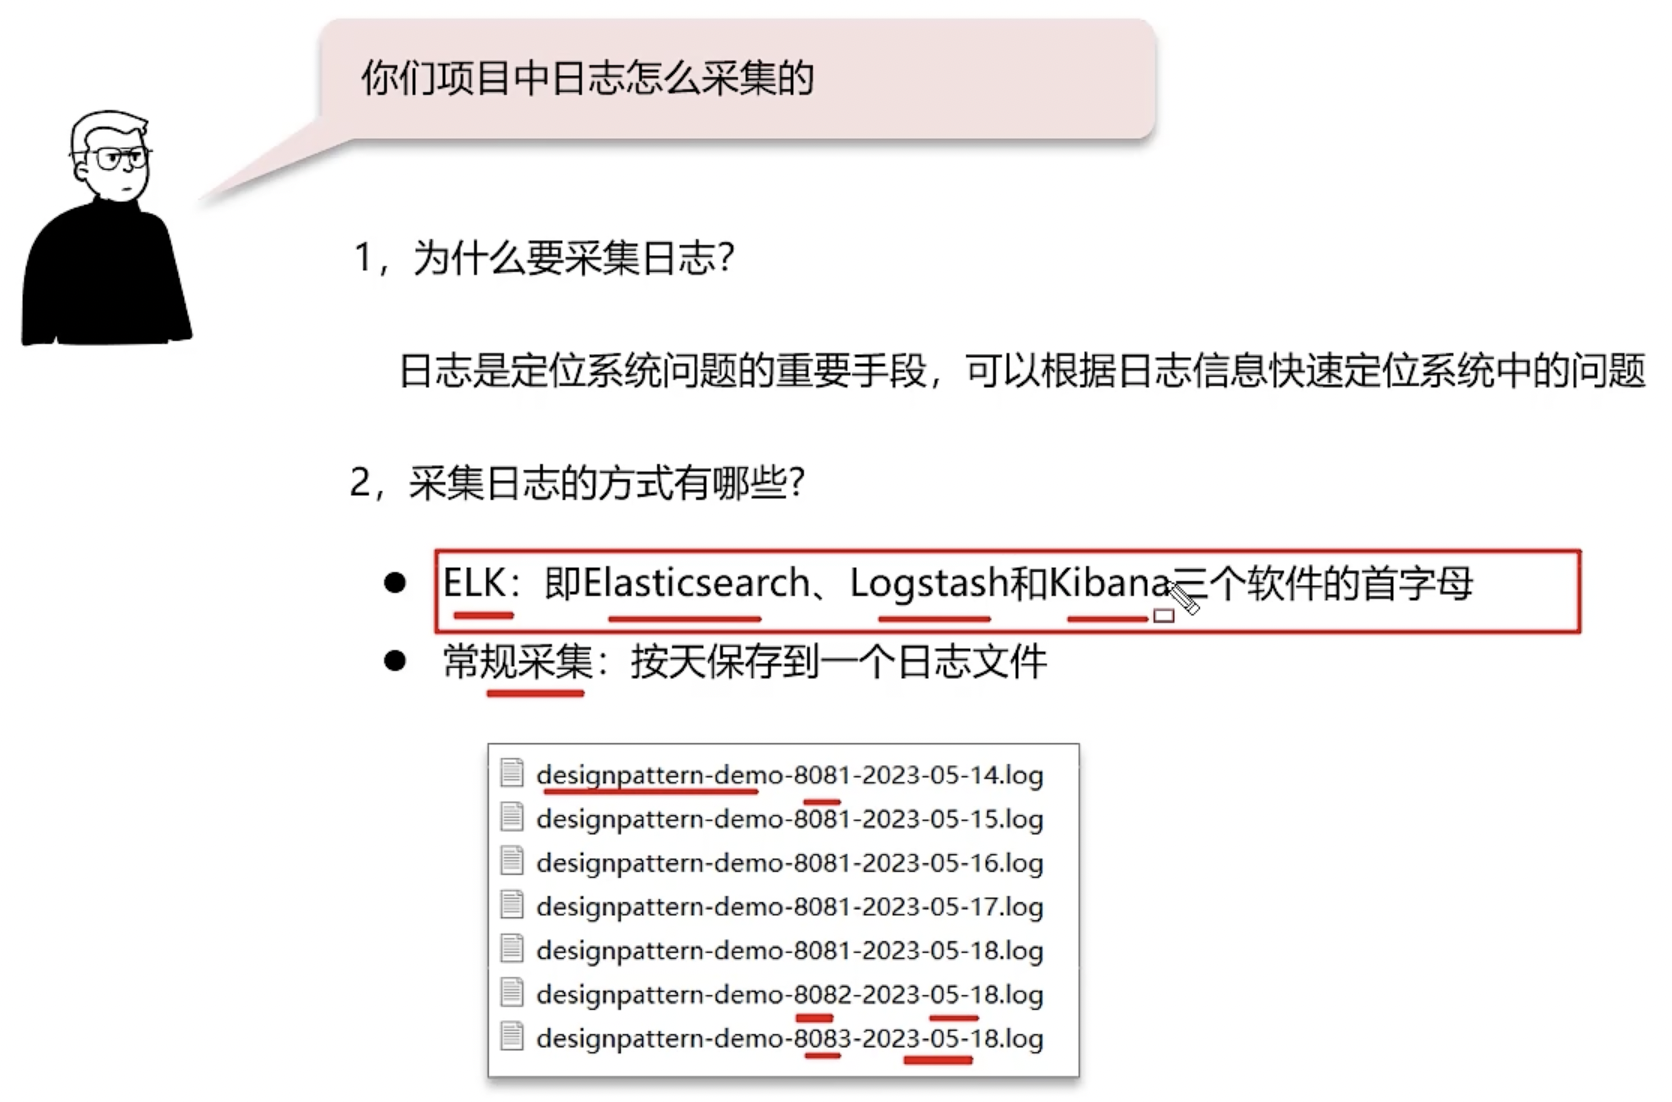 你们项目中日志怎么采集的
1，为什么要采集日志？
日志是定位系统问题的重要手段，可以根据日志信息快速定位系统中的问题
2，采集日志的方式有哪些？
● ELK：即Elasticsearch、Logstash和Kibana三个软件的首字母
● 常规采集：按天保存到一个日志文件
designpattern-demo-8081-2023-05-14.log
designpattern-demo-8081-2023-05-15.log
designpattern-demo-8081-2023-05-16.log
designpattern-demo-8081-2023-05-17.log
designpattern-demo-8081-2023-05-18.log
designpattern-demo-8082-2023-05-18.log
designpattern-demo-8083-2023-05-18.log